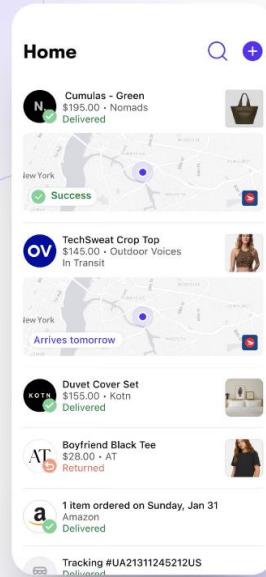 Home
N.
Cumulas - Green
$195.00 • Nomads
Delivered
New York
Success
OV
TechSweat Crop Top
$145.00 • Outdoor Voices
In Transit
New York
Arrives tomorrow
KOTN
Duvet Cover Set
$155.00 • Kotn
Delivered
AT
Boyfriend Black Tee
$28.00 • AT
Returned
a
1 item ordered on Sunday, Jan 31
Amazon
Delivered
Tracking #UA21311245212US
Delivered